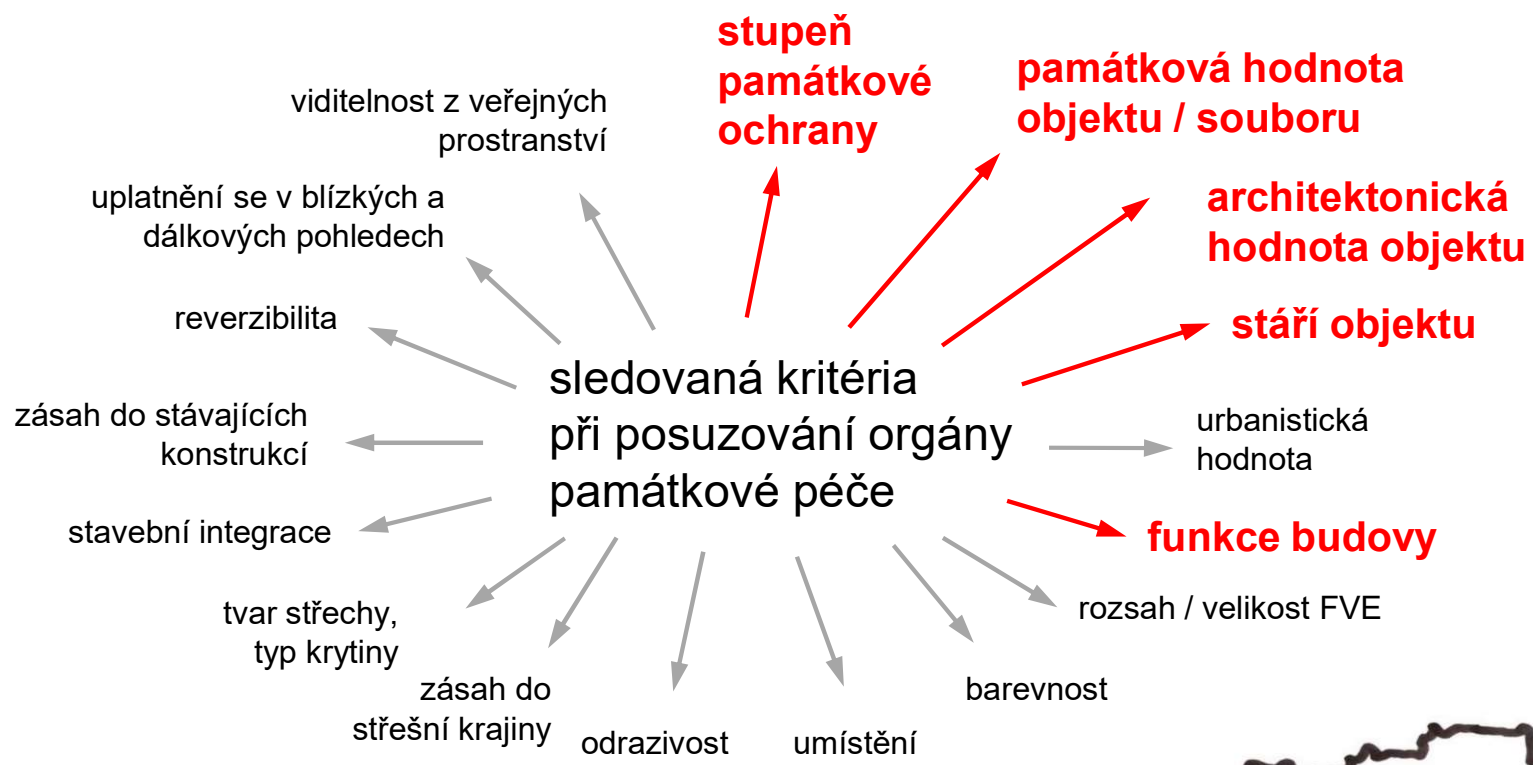 stupeň
památkové
ochrany
památková hodnota
objektu / souboru
architektonická
hodnota objektu
stáří objektu
urbanistická
hodnota
funkce budovy
rozsah / velikost FVE
barevnost
umístění
odrazivost
zásah do
střešní krajiny
tvar střechy,
typ krytiny
stavební integrace
zásah do stávajících
konstrukcí
reverzibilita
uplatnění se v blízkých a
dálkových pohledech
viditelnost z veřejných
prostranství
sledovaná kritéria
při posuzování orgány
památkové péče